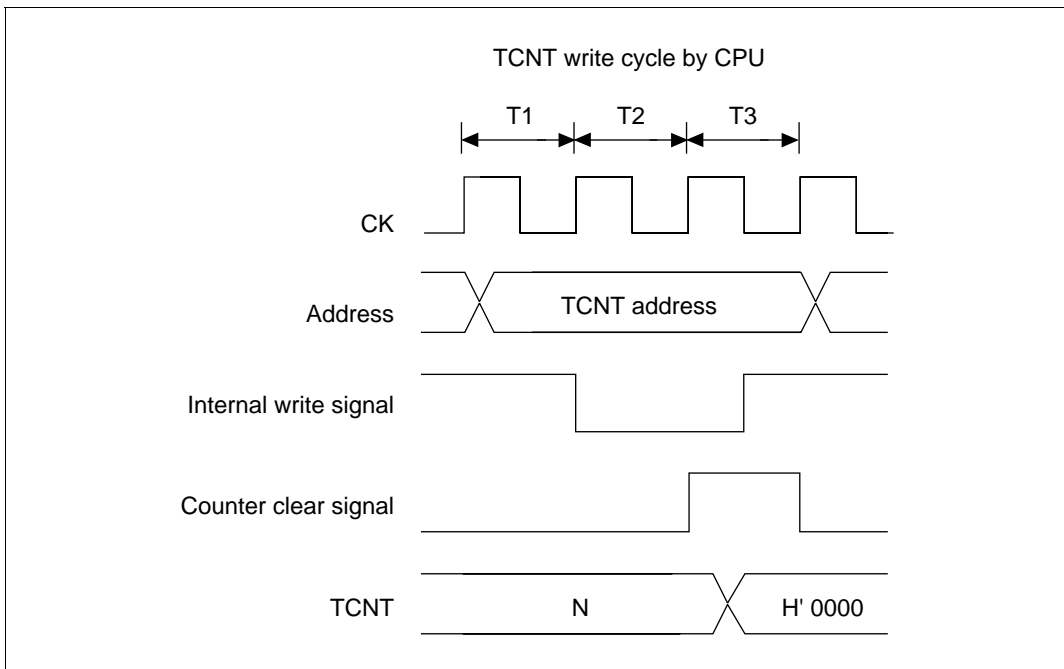 TCNT write cycle by CPU
T1 T2 T3
CK
Address TCNT address
Internal write signal
Counter clear signal
TCNT N H' 0000